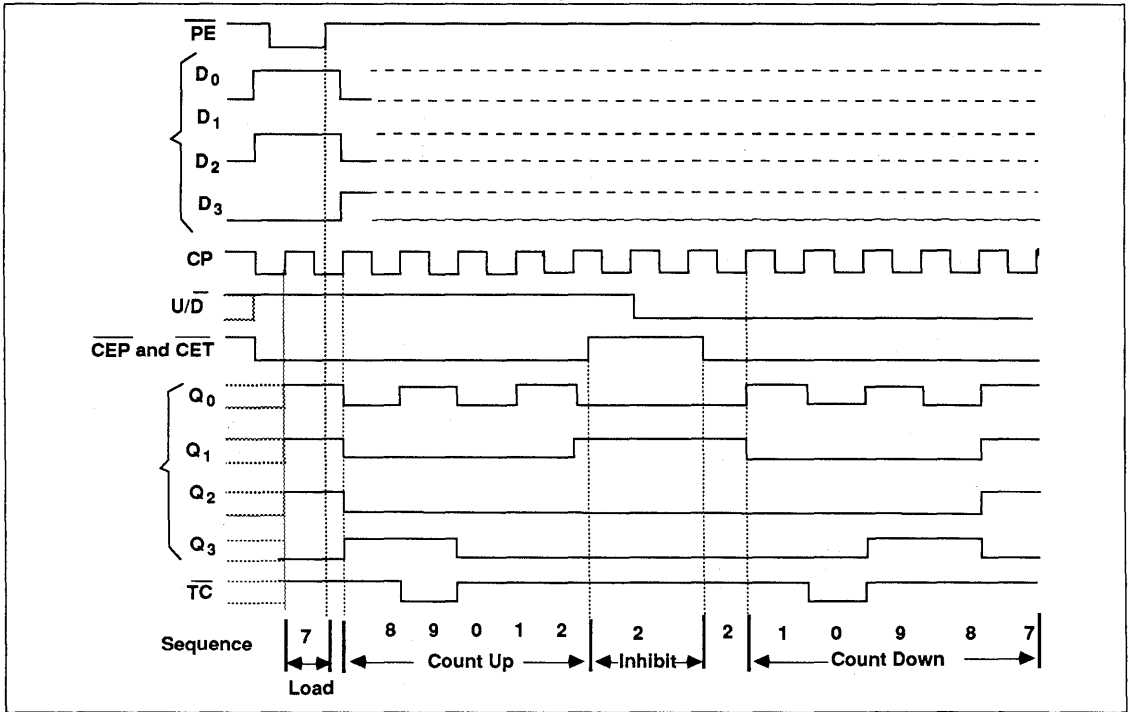 PE
D0
D1
D2
D3
CP
U/D
CEP and CET
Q0
Q1
Q2
Q3
TC
Sequence 7 8 9 0 1 2 2 2 1 0 9 8 7
Count Up Inhibit Count Down
Load